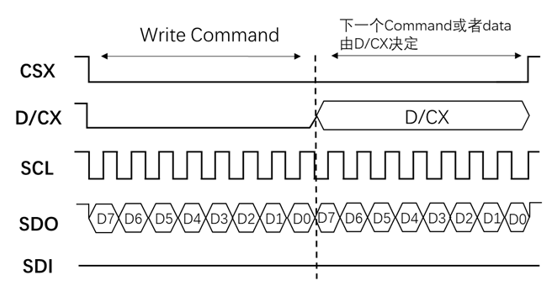 Write Command
下一个Command或者data
由D/CX决定
CSX
D/CX
D/CX
SCL
SDO
D7 D6 D5 D4 D3 D2 D1 D0 D7 D6 D5 D4 D3 D2 D1 D0
SDI